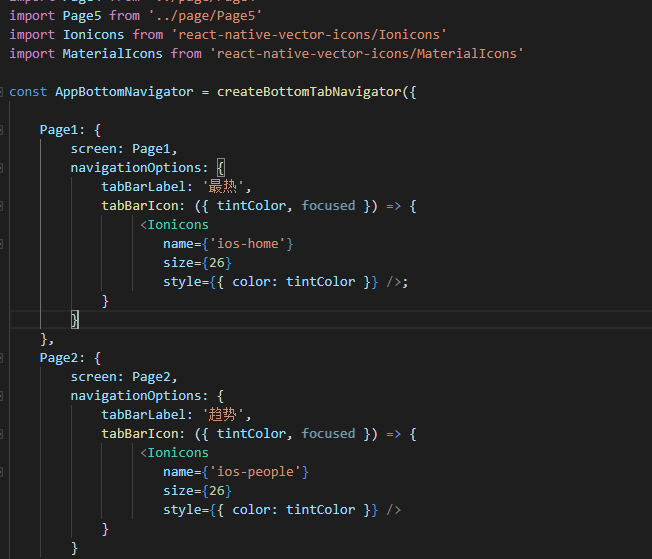 import Page5 from '../page/Page5'
import Ionicons from 'react-native-vector-icons/Ionicons'
import MaterialIcons from 'react-native-vector-icons/MaterialIcons'
const AppBottomNavigator = createBottomTabNavigator({
Page1: {
screen: Page1,
navigationOptions: {
tabBarLabel: '最热',
tabBarIcon: ({ tintColor, focused }) => {
<Ionicons
name={'ios-home'}
size={26}
style={{ color: tintColor }} />;
}
}
},
Page2: {
screen: Page2,
navigationOptions: {
tabBarLabel: '趋势',
tabBarIcon: ({ tintColor, focused }) => {
<Ionicons
name={'ios-people'}
size={26}
style={{ color: tintColor }} />
}
}